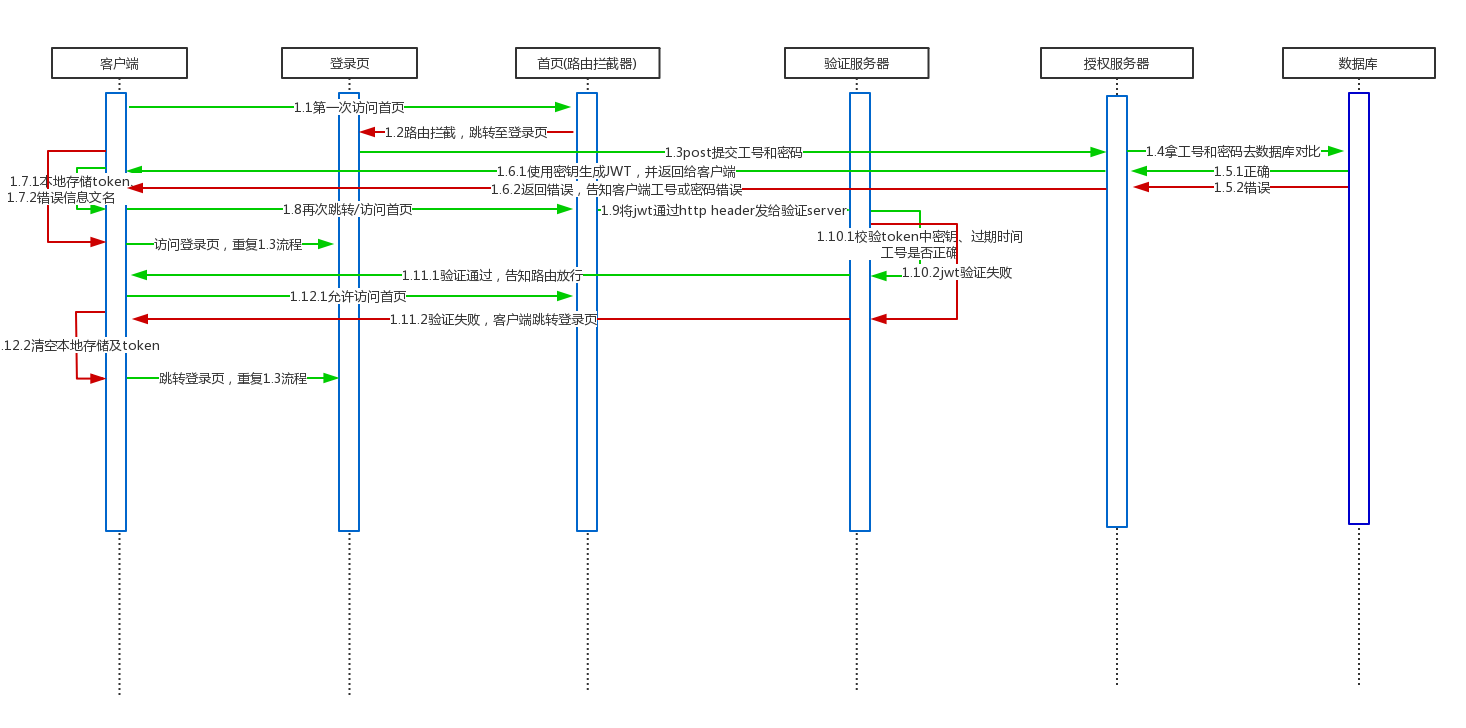 客户端
登录页
首页(路由拦截器)
验证服务器
授权服务器
数据库
1.1第一次访问首页
1.2路由拦截，跳转至登录页
1.3post提交工号和密码
1.4拿工号和密码去数据库对比
1.6.1使用密钥生成JWT，并返回给客户端
1.5.1正确
1.7.1本地存储token
1.7.2错误信息文名
1.6.2返回错误，告知客户端工号或密码错误
1.5.2错误
1.8再次跳转/访问首页
1.9将jwt通过http header发给验证server
访问登录页，重复1.3流程
1.10.1校验token中密钥、过期时间
工号是否正确
1.10.2jwt验证失败
1.11.1验证通过，告知路由放行
1.12.1允许访问首页
1.11.2验证失败，客户端跳转登录页
.12.2清空本地存储及token
跳转登录页，重复1.3流程